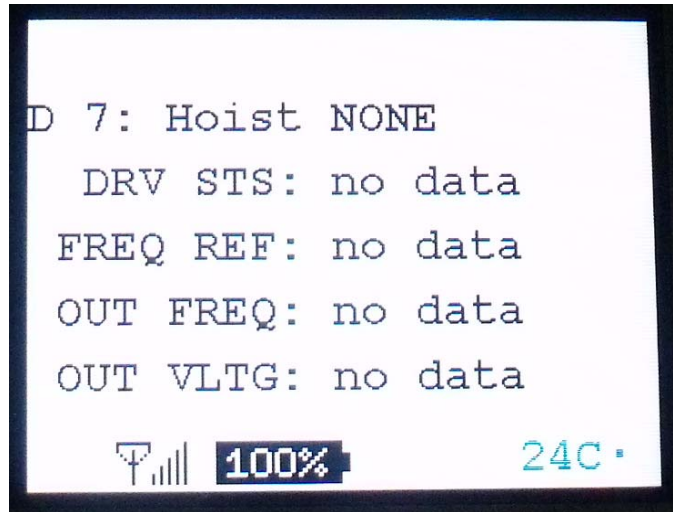 D 7: Hoist NONE
DRV STS: no data
FREQ REF: no data
OUT FREQ: no data
OUT VLTG: no data
100% 24C